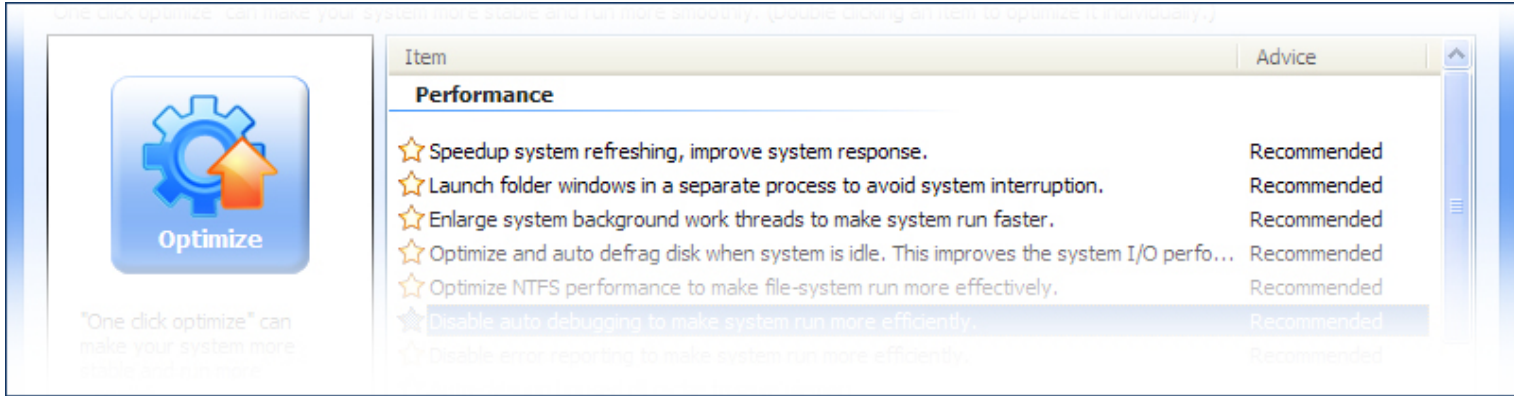 One click optimize" can make your system more stable and run more smoothly. (Double clicking an item to optimize it individually.)
Item Advice
Performance
Speedup system refreshing, improve system response. Recommended
Launch folder windows in a separate process to avoid system interruption. Recommended
Enlarge system background work threads to make system run faster. Recommended
Optimize and auto defrag disk when system is idle. This improves the system I/O perfo... Recommended
Optimize NTFS performance to make file-system run more effectively. Recommended
Disable auto debugging to make system run more efficiently. Recommended
Disable error reporting to make system run more efficiently. Recommended
Optimize
"One click optimize" can
make your system more
stable and run more